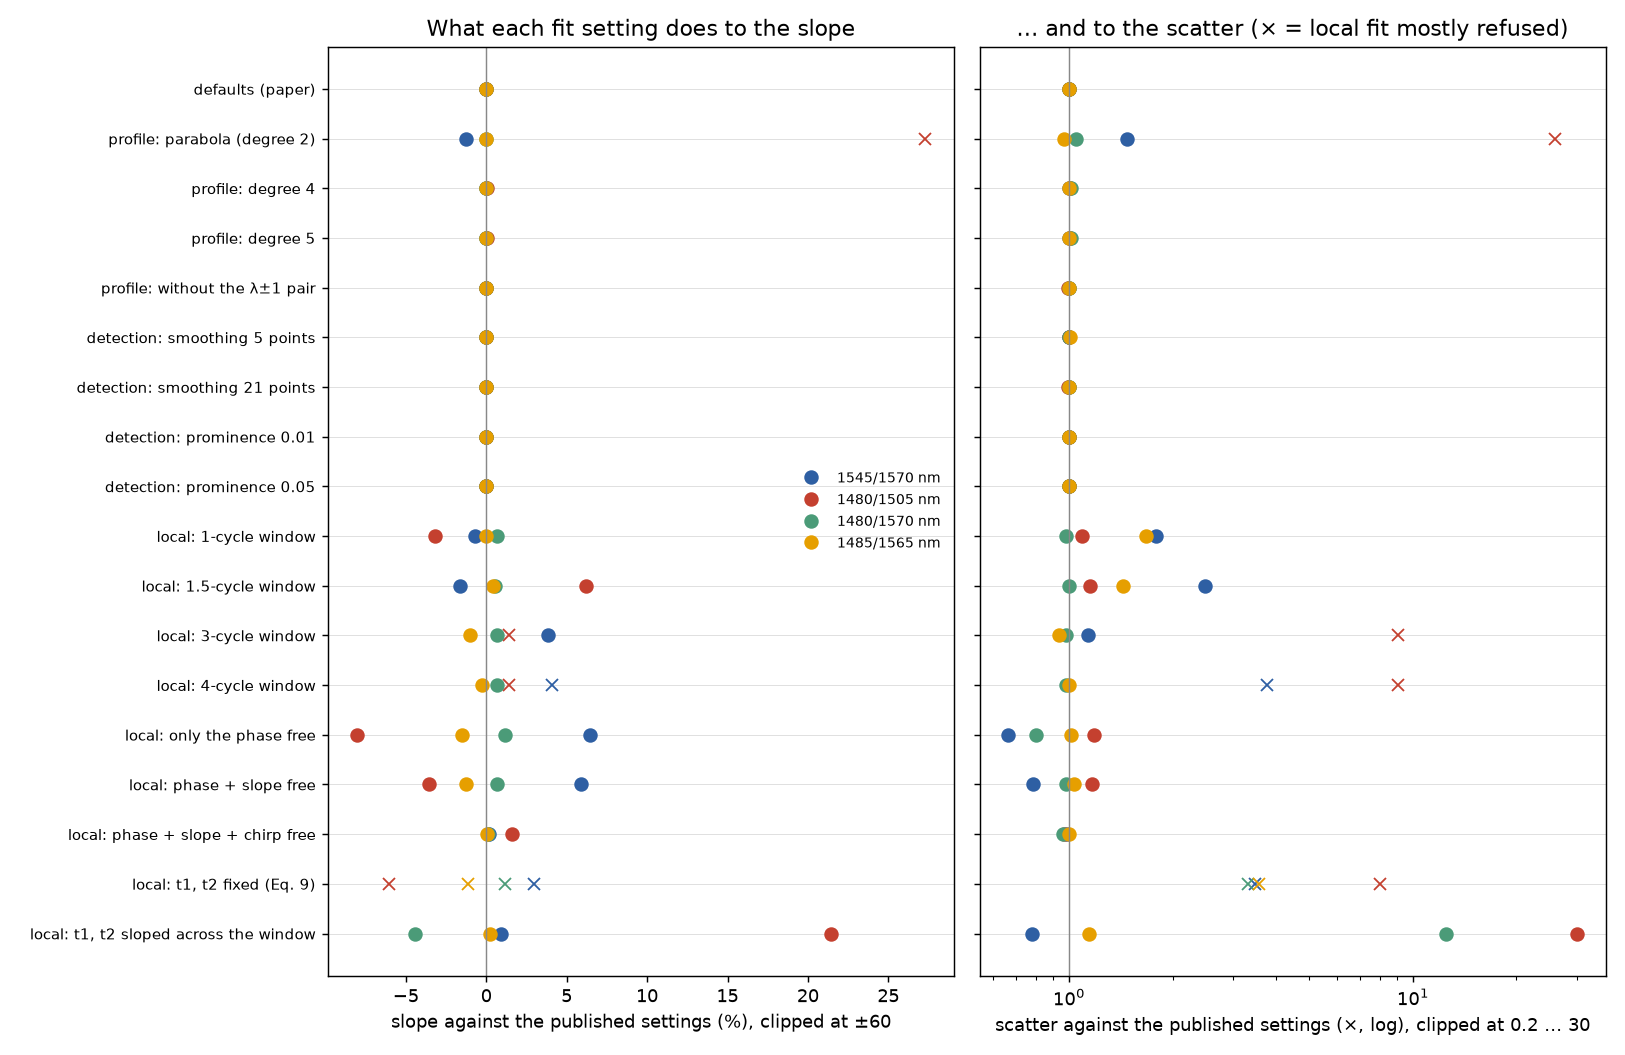 What each fit setting does to the slope
... and to the scatter (× = local fit mostly refused)
defaults (paper)
profile: parabola (degree 2)
profile: degree 4
profile: degree 5
profile: without the λ±1 pair
detection: smoothing 5 points
detection: smoothing 21 points
detection: prominence 0.01
detection: prominence 0.05
local: 1-cycle window
local: 1.5-cycle window
local: 3-cycle window
local: 4-cycle window
local: only the phase free
local: phase + slope free
local: phase + slope + chirp free
local: t1, t2 fixed (Eq. 9)
local: t1, t2 sloped across the window
1545/1570 nm
1480/1505 nm
1480/1570 nm
1485/1565 nm
−5 0 5 10 15 20 25
slope against the published settings (%), clipped at ±60
10⁰ 10¹
scatter against the published settings (×, log), clipped at 0.2 ... 30